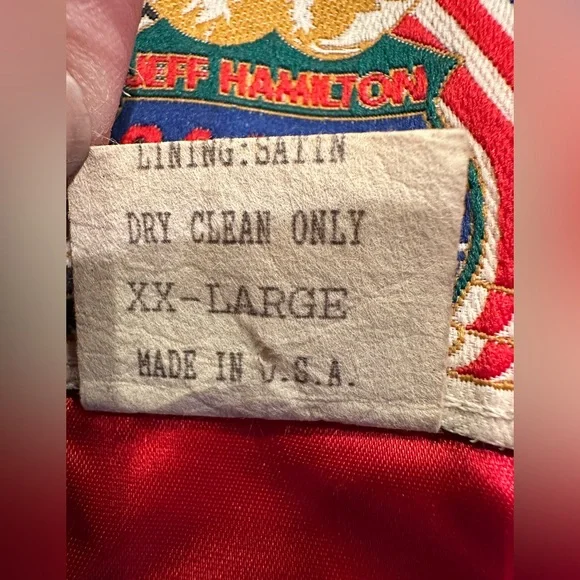 JEFF HAMILTON
LINING:SATIN
DRY CLEAN ONLY
XX-LARGE
MADE IN U.S.A.